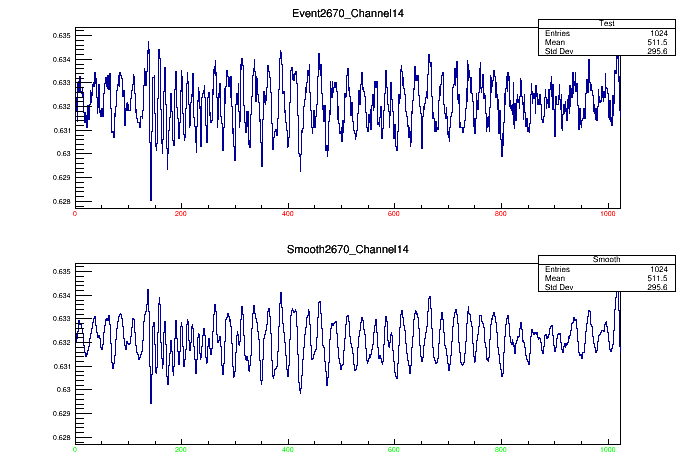 Event2670_Channel14
Test
Entries 1024
Mean 511.5
Std Dev 295.6
0.635
0.634
0.633
0.632
0.631
0.63
0.629
0.628
0 200 400 600 800 1000
Smooth2670_Channel14
Smooth
Entries 1024
Mean 511.5
Std Dev 295.6
0.635
0.634
0.633
0.632
0.631
0.63
0.629
0.628
0 200 400 600 800 1000